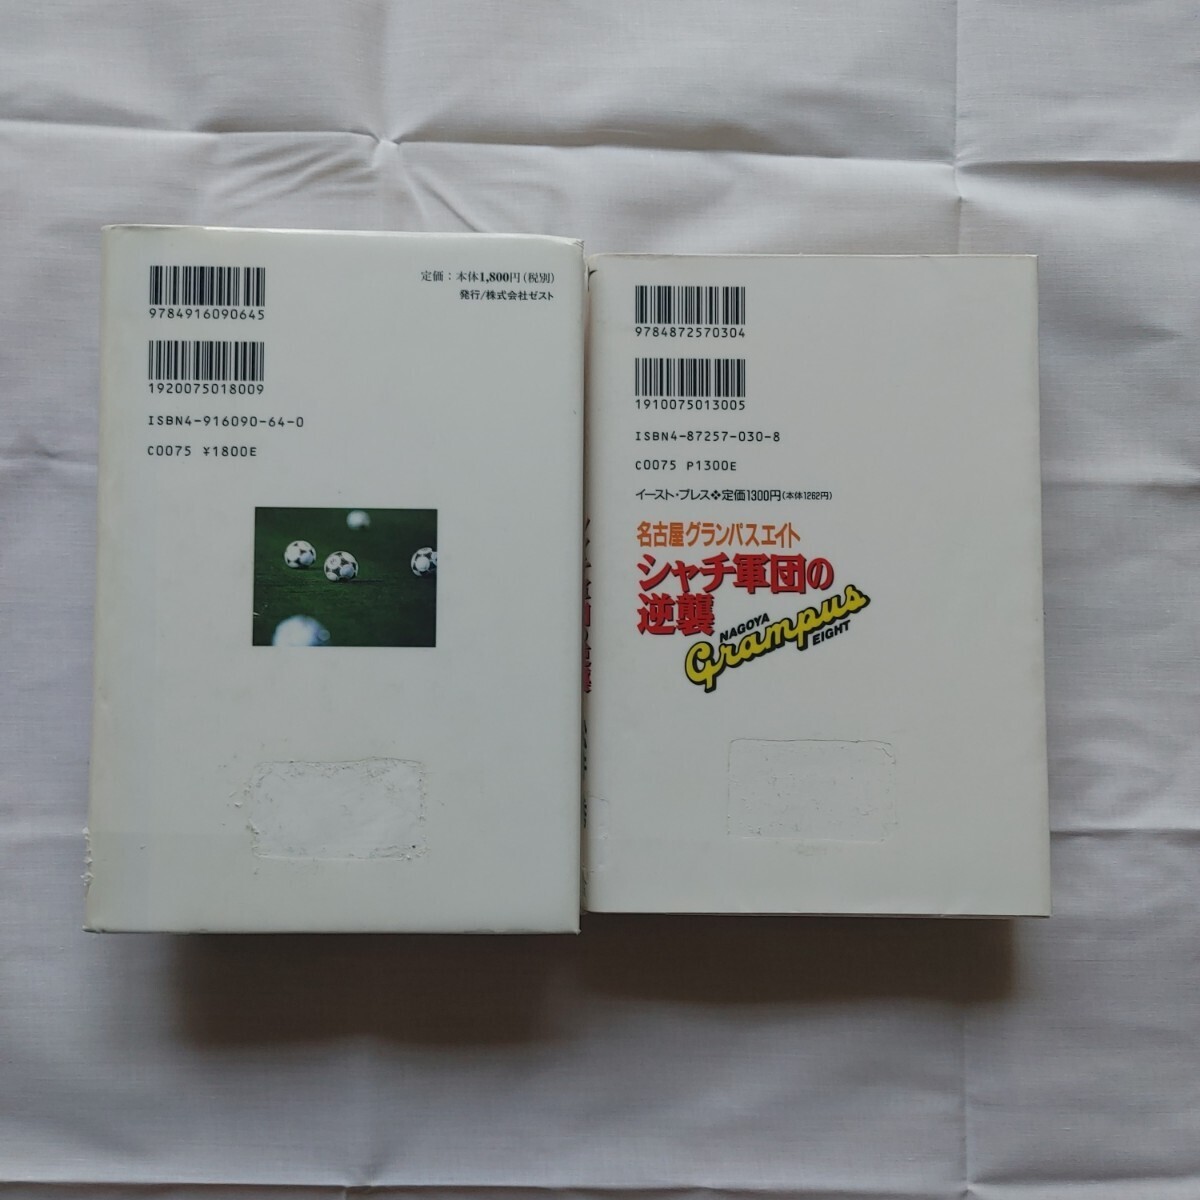 9784916090645
定価：本体1,800円（税別）
発行/株式会社ゼスト
1920075018009
ISBN4-916090-64-0
C0075 ¥1800E
9784872570304
1910075013005
ISBN4-87257-030-8
C0075 P1300E
イースト・プレス❖定価1300円(本体1262円)
名古屋グランパスエイト
シャチ軍団の
逆襲
NAGOYA
Grampus
EIGHT